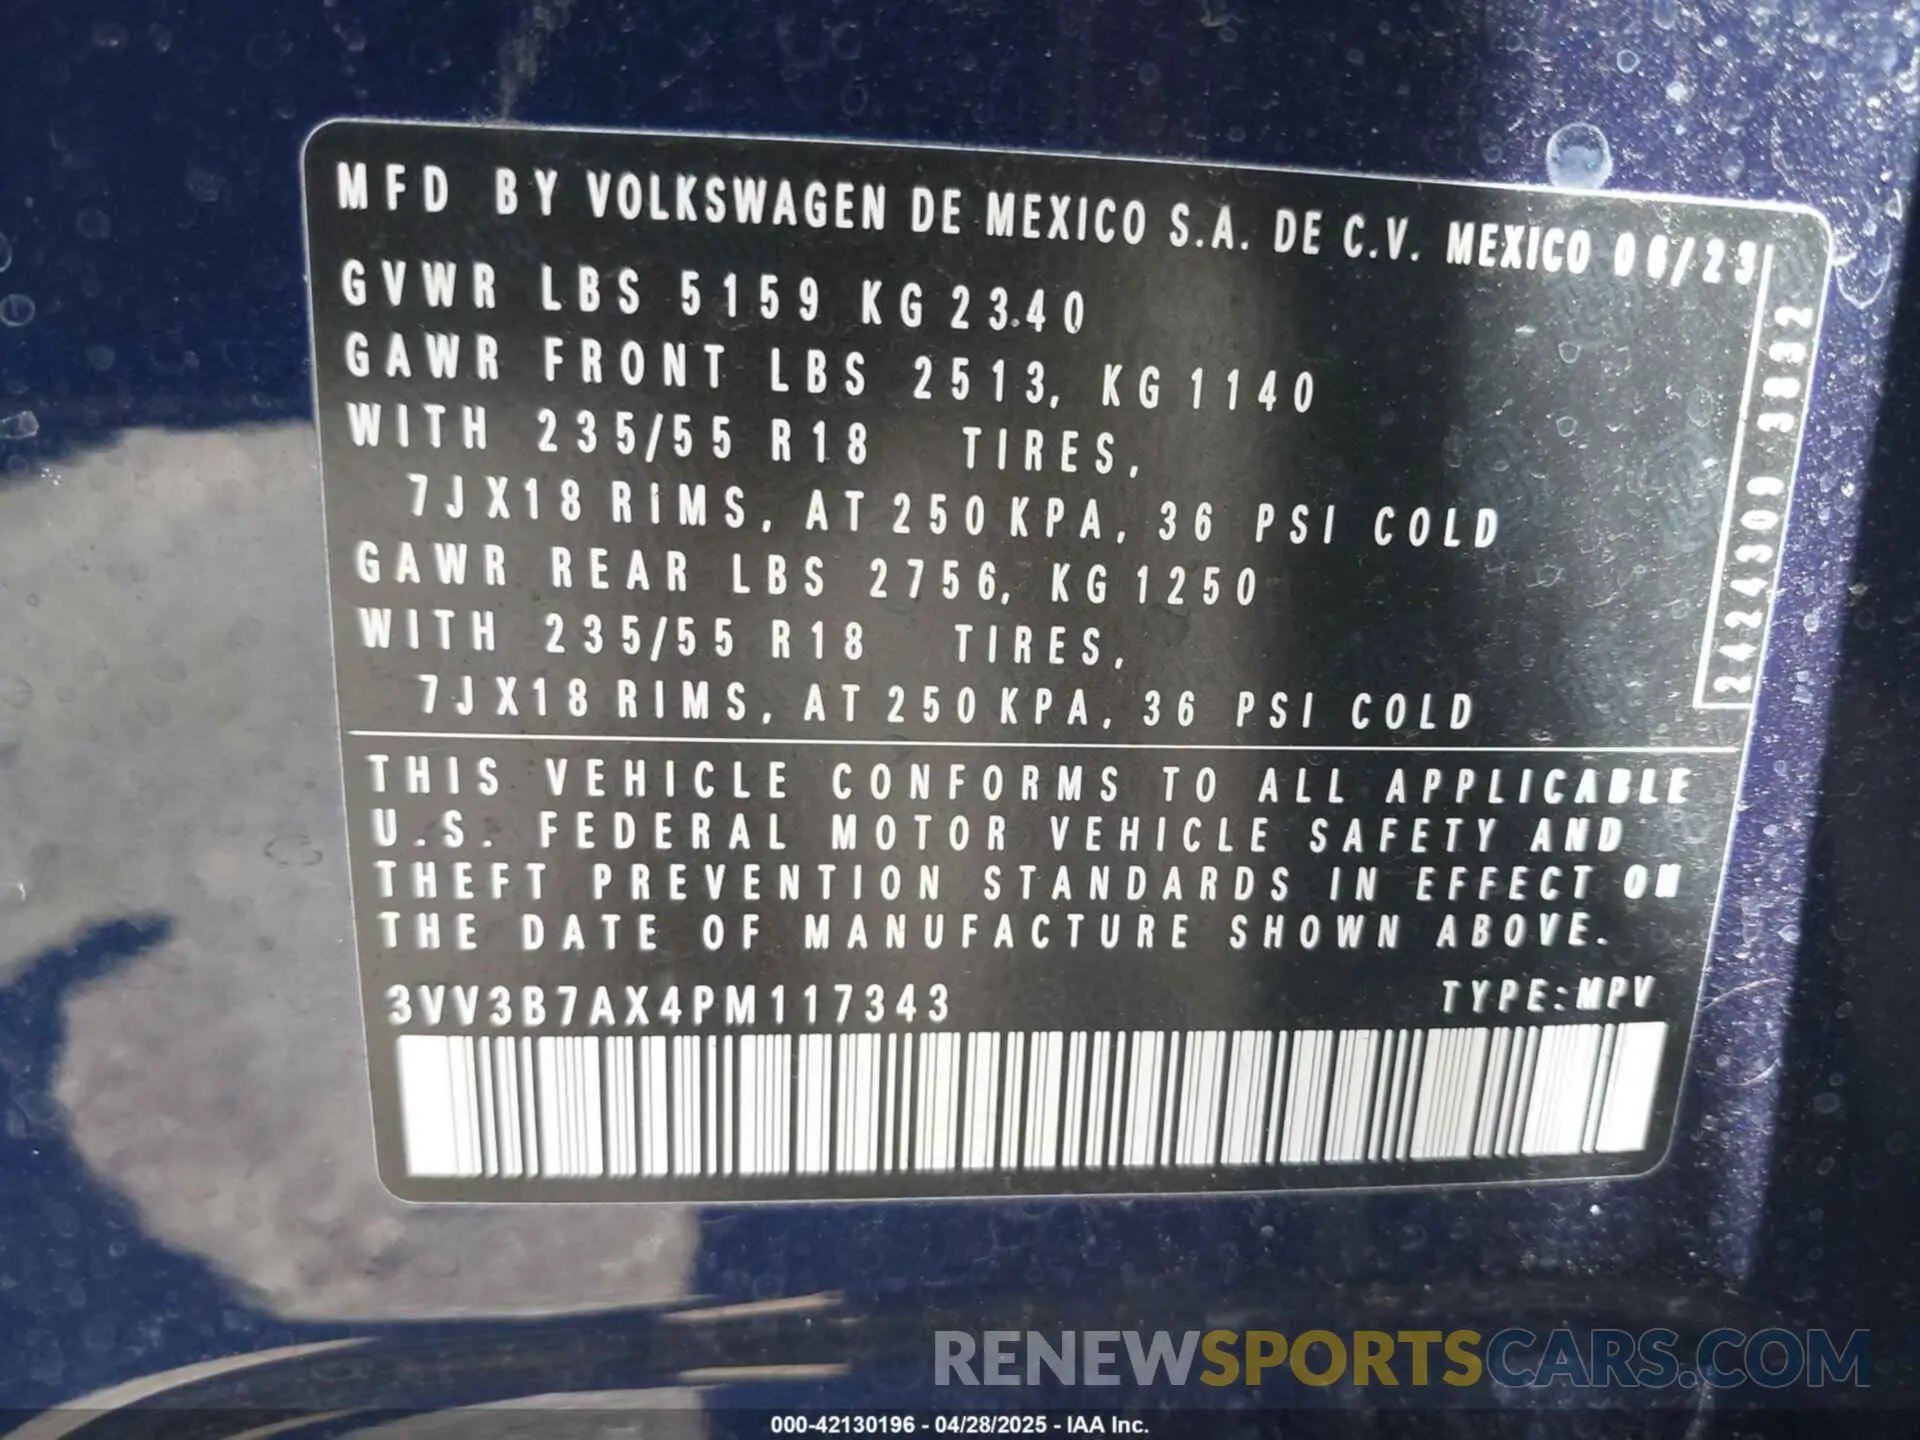 MFD BY VOLKSWAGEN DE MEXICO S.A. DE C.V. MEXICO 06/23
GVWR LBS 5159 KG 2340
GAWR FRONT LBS 2513, KG 1140
WITH 235/55 R18 TIRES,
7JX18 RIMS, AT 250 KPA, 36 PSI COLD
GAWR REAR LBS 2756, KG 1250
WITH 235/55 R18 TIRES,
7JX18 RIMS, AT 250 KPA, 36 PSI COLD
2424309 3832
THIS VEHICLE CONFORMS TO ALL APPLICABLE
U.S. FEDERAL MOTOR VEHICLE SAFETY AND
THEFT PREVENTION STANDARDS IN EFFECT ON
THE DATE OF MANUFACTURE SHOWN ABOVE.
3VV3B7AX4PM117343 TYPE:MPV
RENEWSPORTSCARS.COM
000-42130196 - 04/28/2025 - IAA Inc.